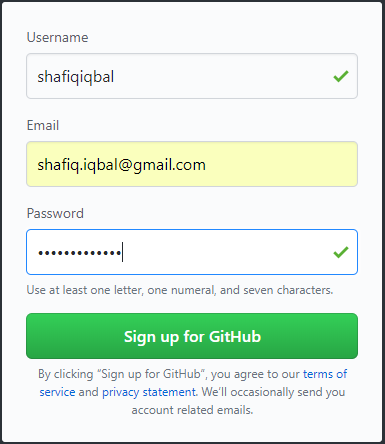 Username
shafiqiqbal
Email
shafiq.iqbal@gmail.com
Password
•••••••••••••
Use at least one letter, one numeral, and seven characters.
Sign up for GitHub
By clicking “Sign up for GitHub”, you agree to our terms of
service and privacy statement. We’ll occasionally send you
account related emails.